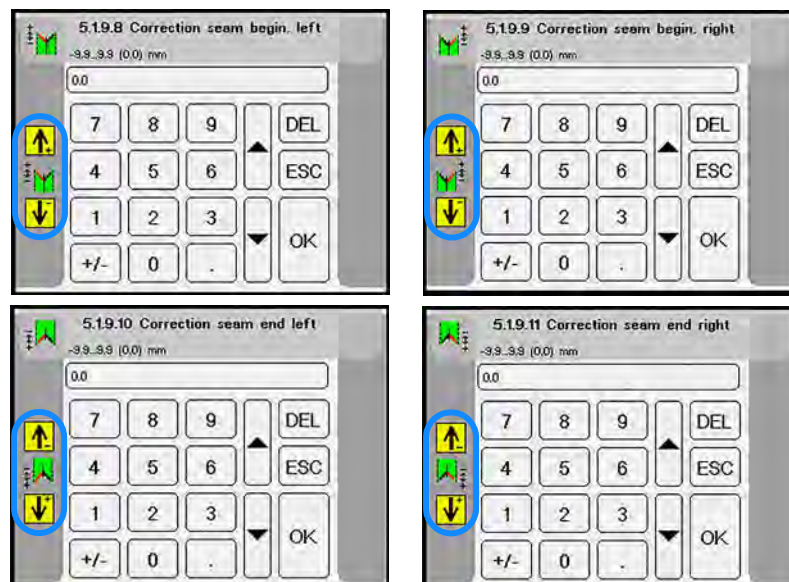 5.1.9.8 Correction seam begin. left
-9.9...9.9 (0.0) mm
0.0
7 8 9 DEL
4 5 6 ESC
1 2 3
+/- 0 . OK
+
-
5.1.9.9 Correction seam begin. right
-9.9...9.9 (0.0) mm
0.0
7 8 9 DEL
4 5 6 ESC
1 2 3
+/- 0 . OK
-
5.1.9.10 Correction seam end left
-9.9...9.9 (0.0) mm
0.0
7 8 9 DEL
4 5 6 ESC
1 2 3
+/- 0 . OK
-
+
5.1.9.11 Correction seam end right
-9.9...9.9 (0.0) mm
0.0
7 8 9 DEL
4 5 6 ESC
1 2 3
+/- 0 . OK
-
+